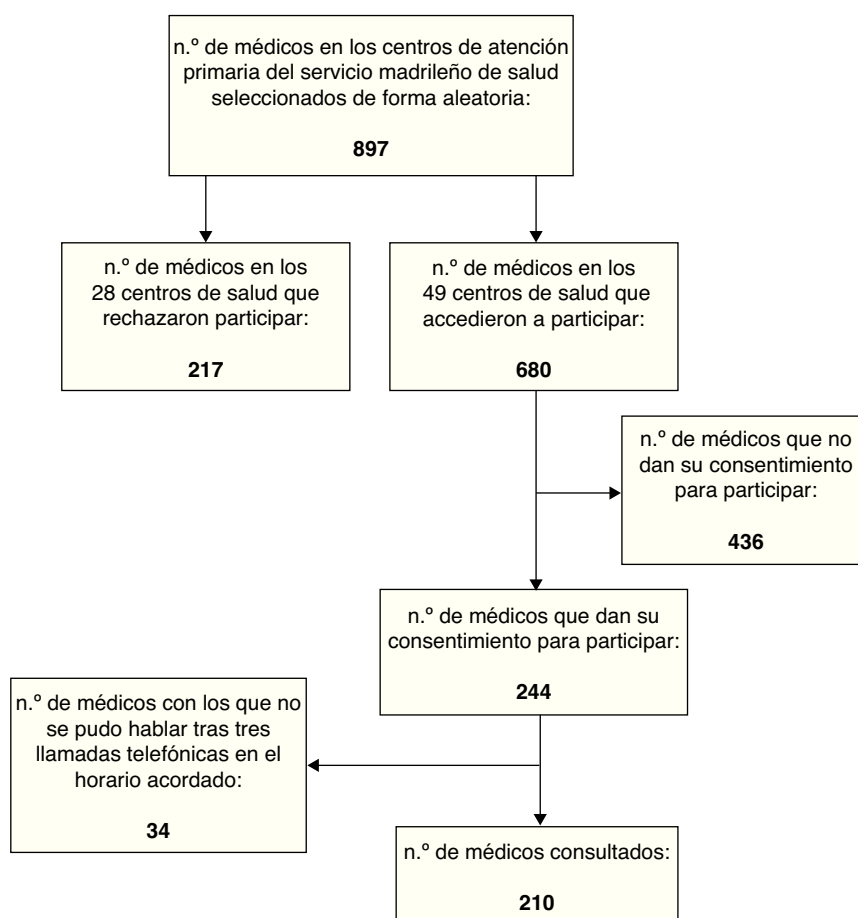 n.º de médicos en los centros de atención
primaria del servicio madrileño de salud
seleccionados de forma aleatoria:
897
n.º de médicos en los
28 centros de salud que
rechazaron participar:
217
n.º de médicos en los
49 centros de salud que
accedieron a participar:
680
n.º de médicos que no
dan su consentimiento
para participar:
436
n.º de médicos que dan su
consentimiento para participar:
244
n.º de médicos con los que no
se pudo hablar tras tres
llamadas telefónicas en el
horario acordado:
34
n.º de médicos consultados:
210